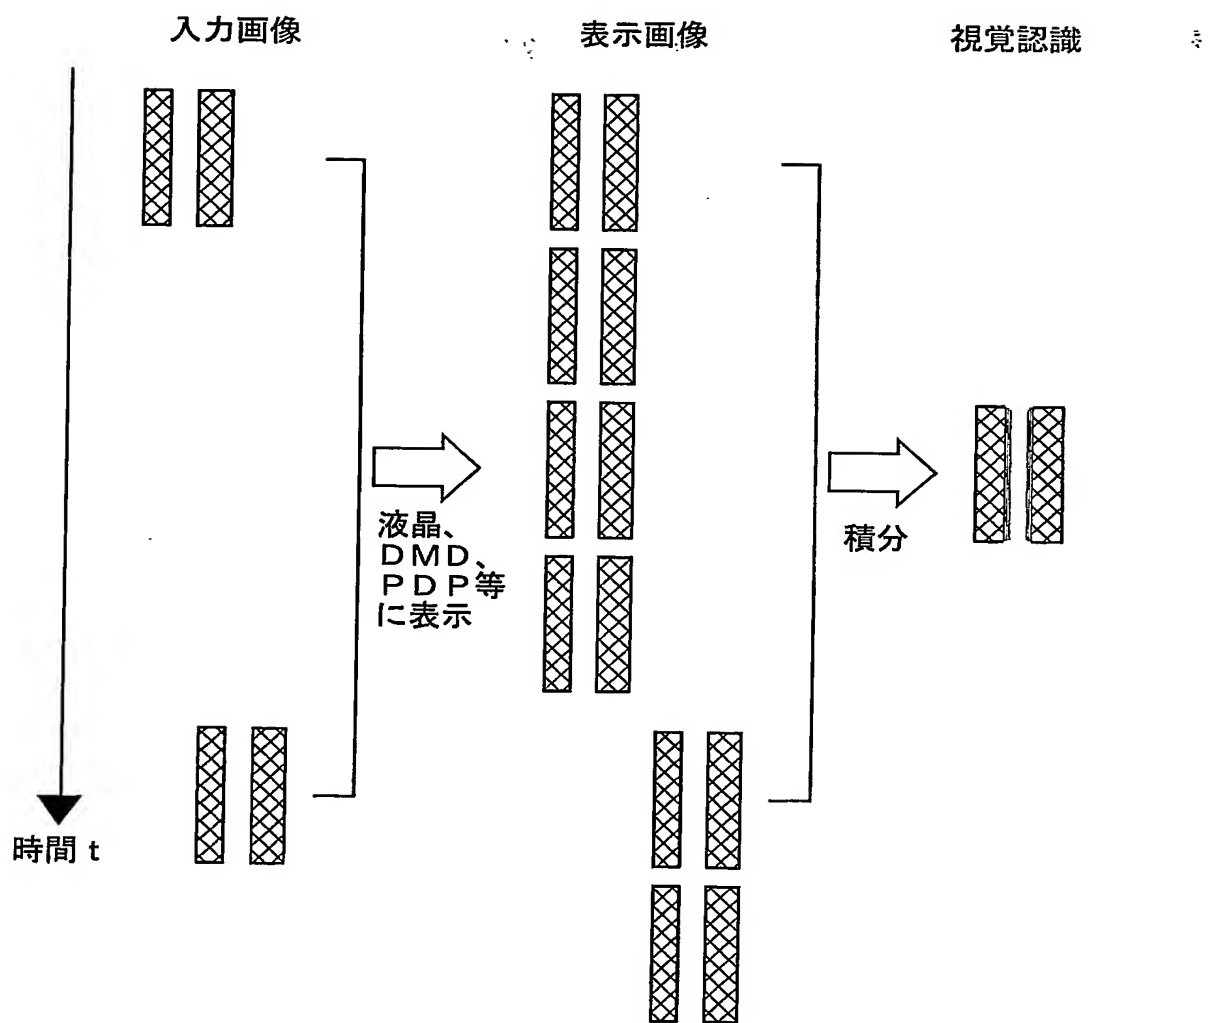 入力画像
表示画像
視覚認識
液晶、
ＤＭＤ、
ＰＤＰ等
に表示
積分
時間 t